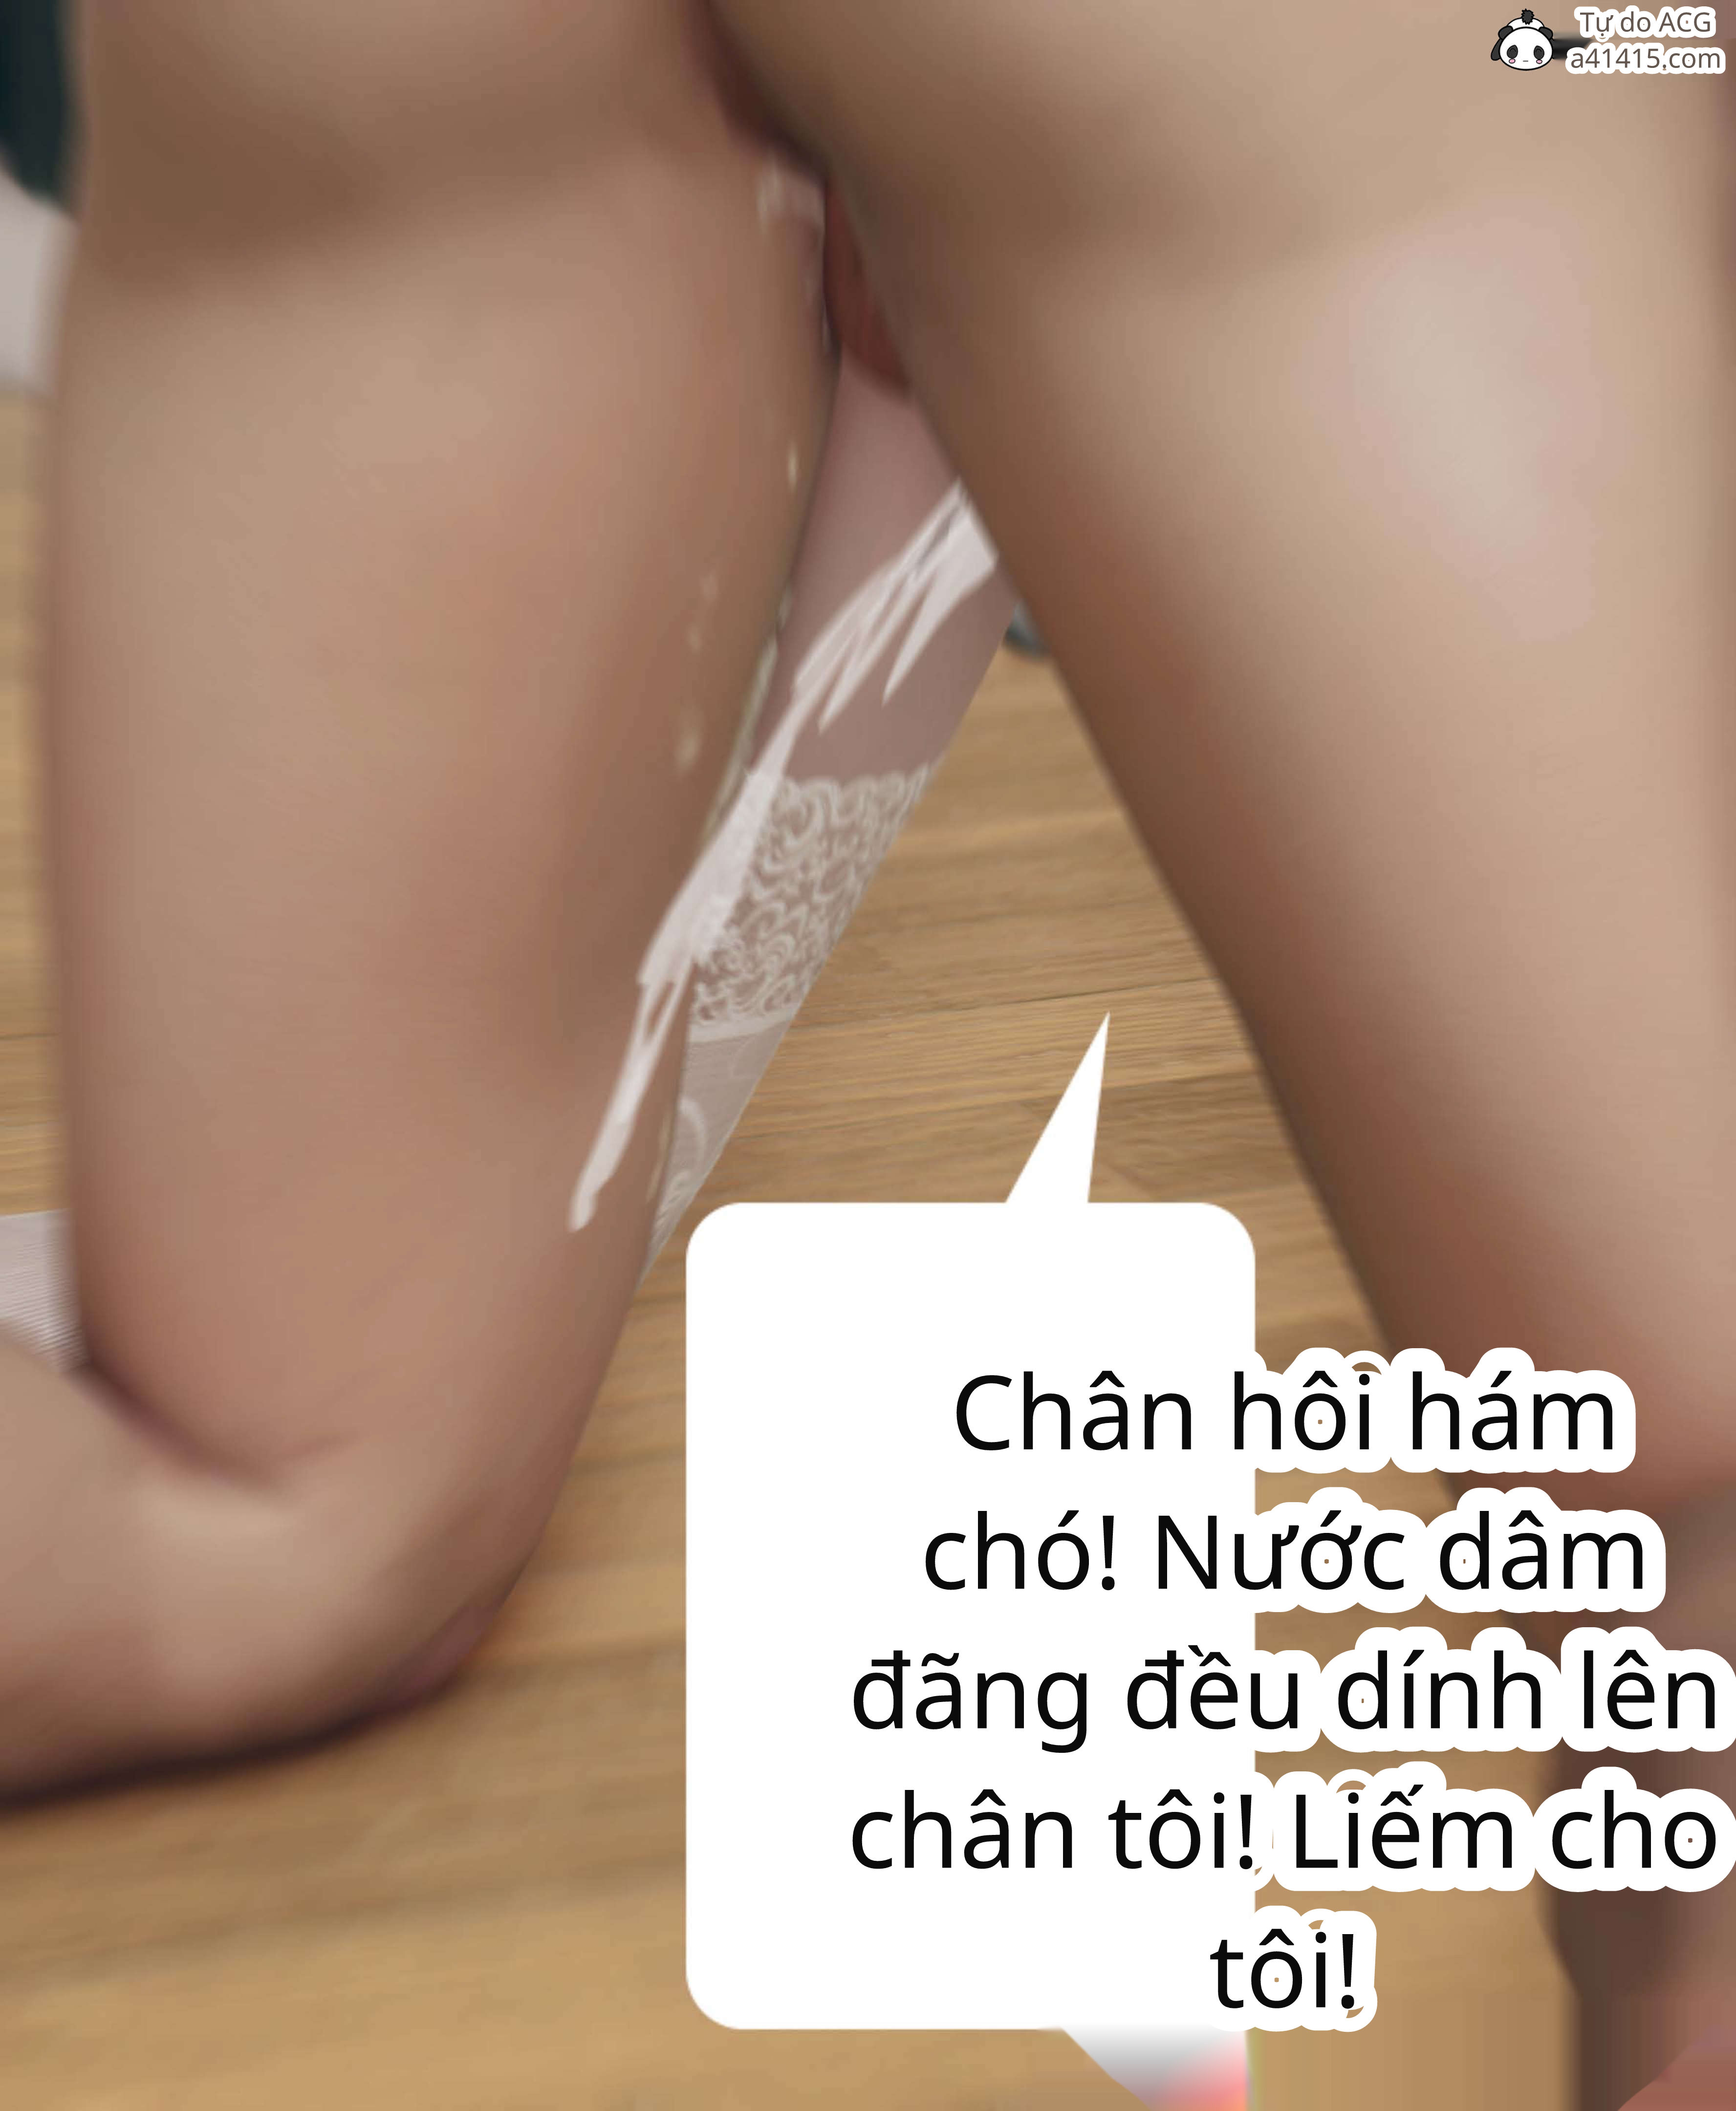 Tự do ACG
a41415.com
Chân hôi hám
chó! Nước dâm
đãng đều dính lên
chân tôi! Liếm cho
tôi!